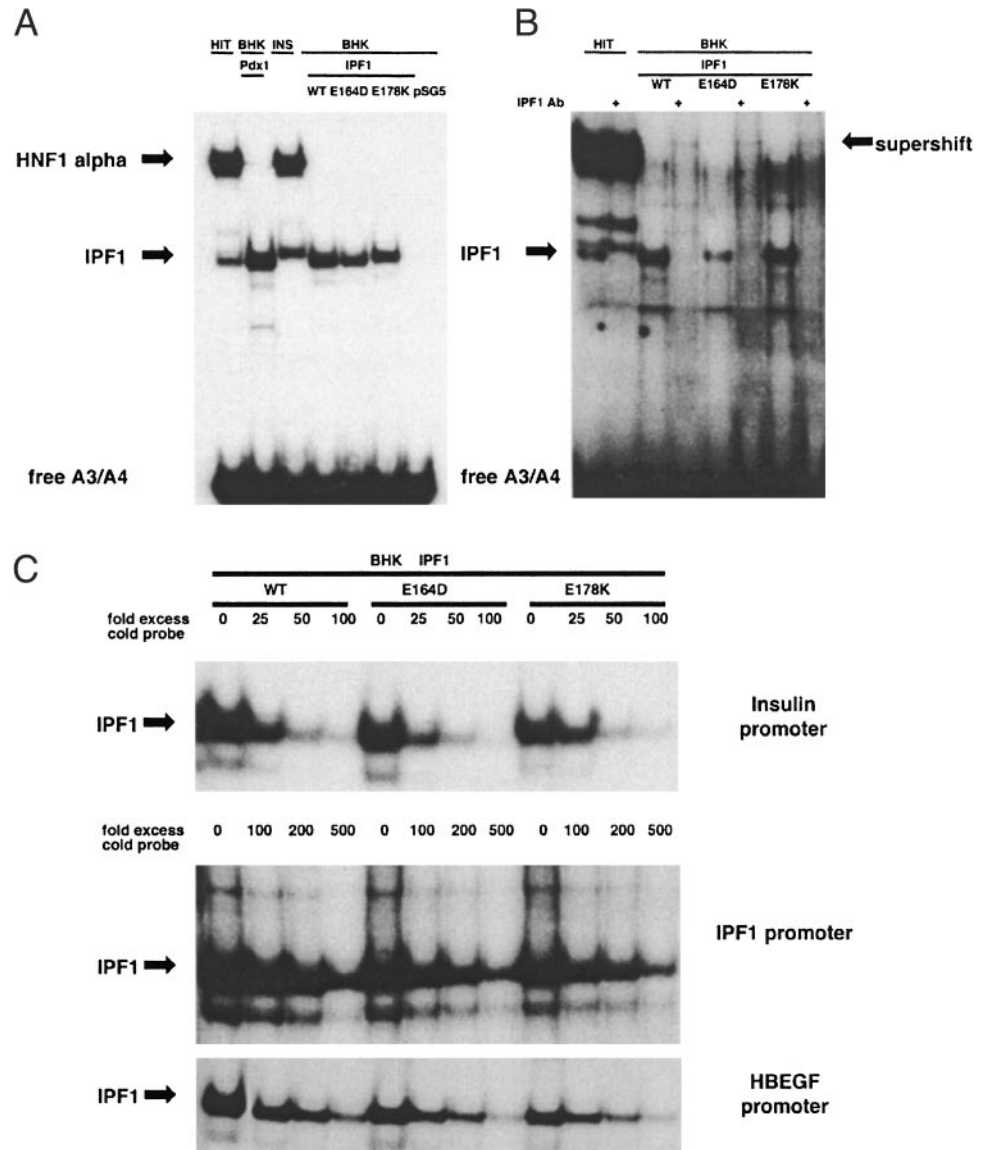 A
HIT BHK INS BHK
Pdx1 IPF1
WT E164D E178K pSG5
HNF1 alpha
IPF1
free A3/A4
B
HIT BHK
IPF1
WT E164D E178K
IPF1 Ab + + + +
supershift
IPF1
free A3/A4
C
BHK IPF1
WT E164D E178K
fold excess
cold probe
0 25 50 100 0 25 50 100 0 25 50 100
IPF1
Insulin
promoter
fold excess
cold probe
0 100 200 500 0 100 200 500 0 100 200 500
IPF1
IPF1 promoter
IPF1
HBEGF
promoter